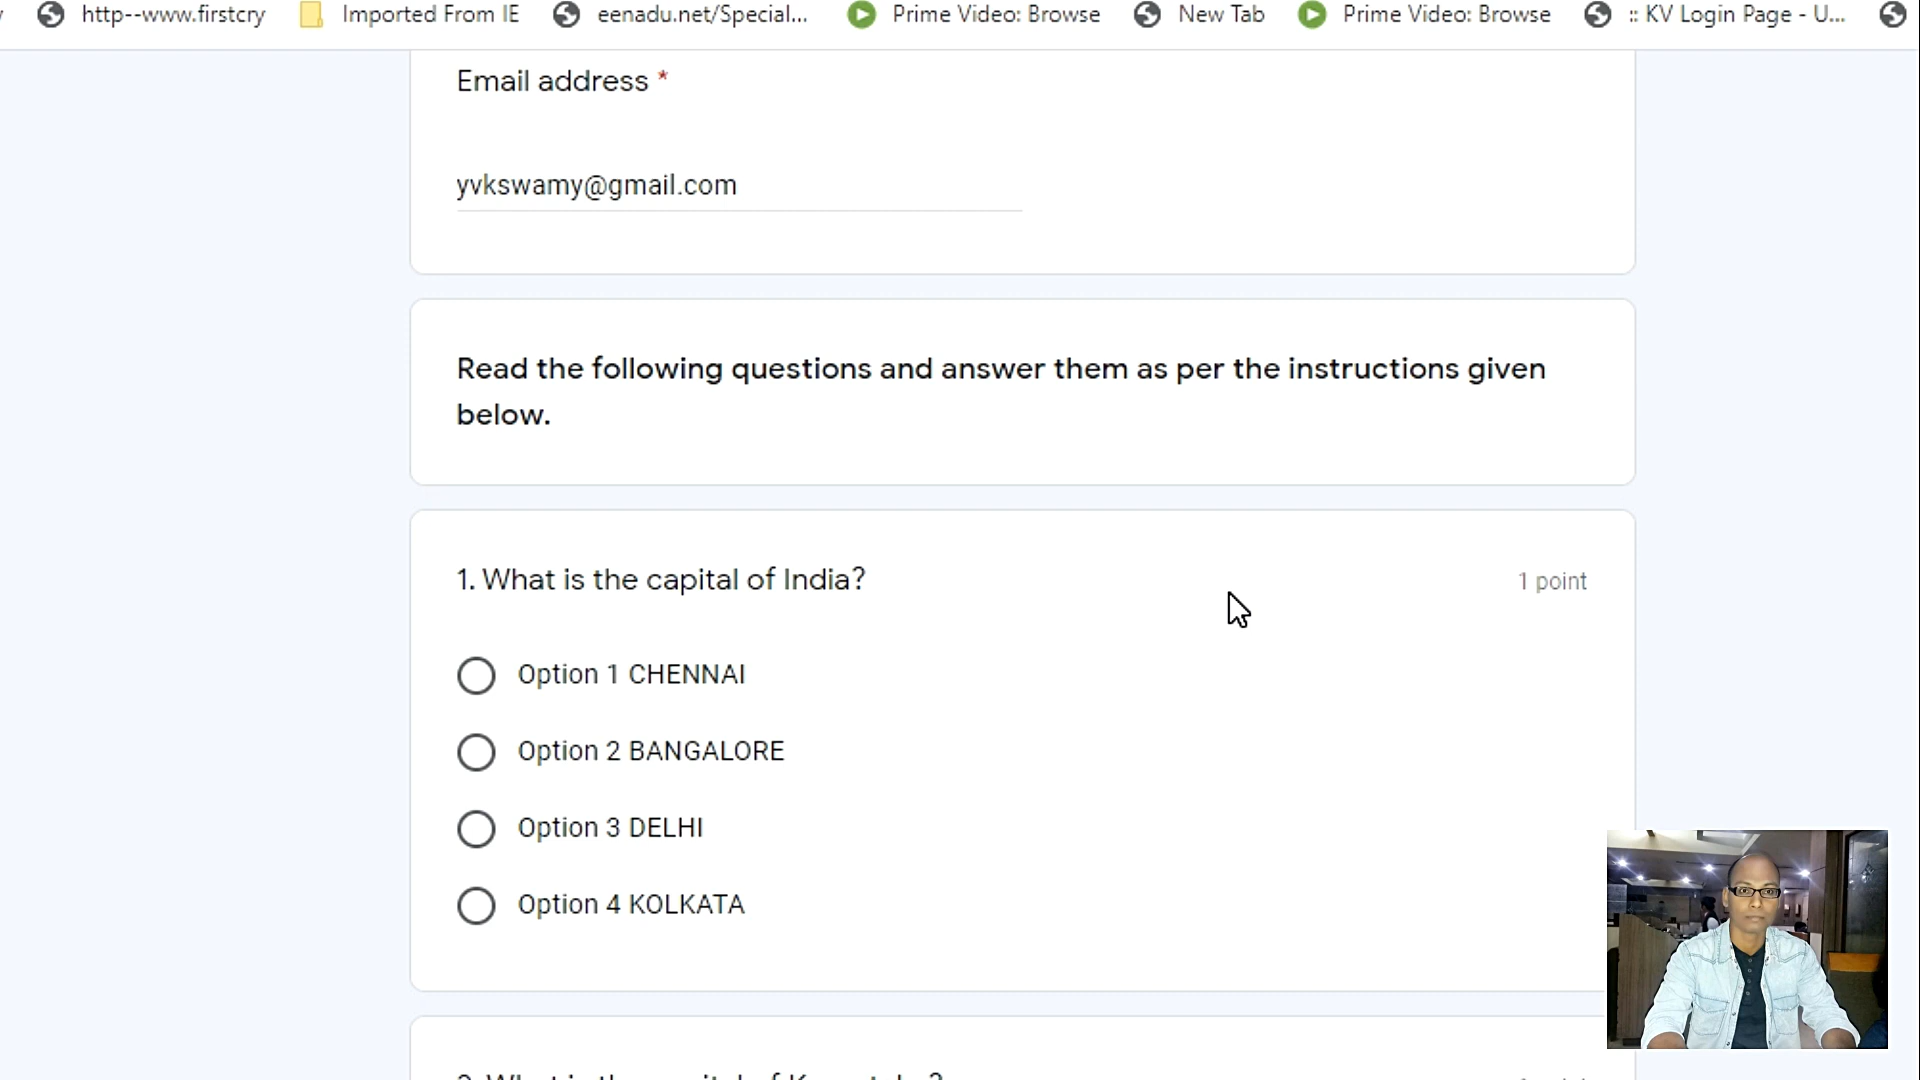 http--www.firstcry Imported From IE eenadu.net/Special... Prime Video: Browse New Tab Prime Video: Browse :: KV Login Page - U...
Email address *
yvkswamy@gmail.com
Read the following questions and answer them as per the instructions given
below.
1. What is the capital of India? 1 point
Option 1 CHENNAI
Option 2 BANGALORE
Option 3 DELHI
Option 4 KOLKATA